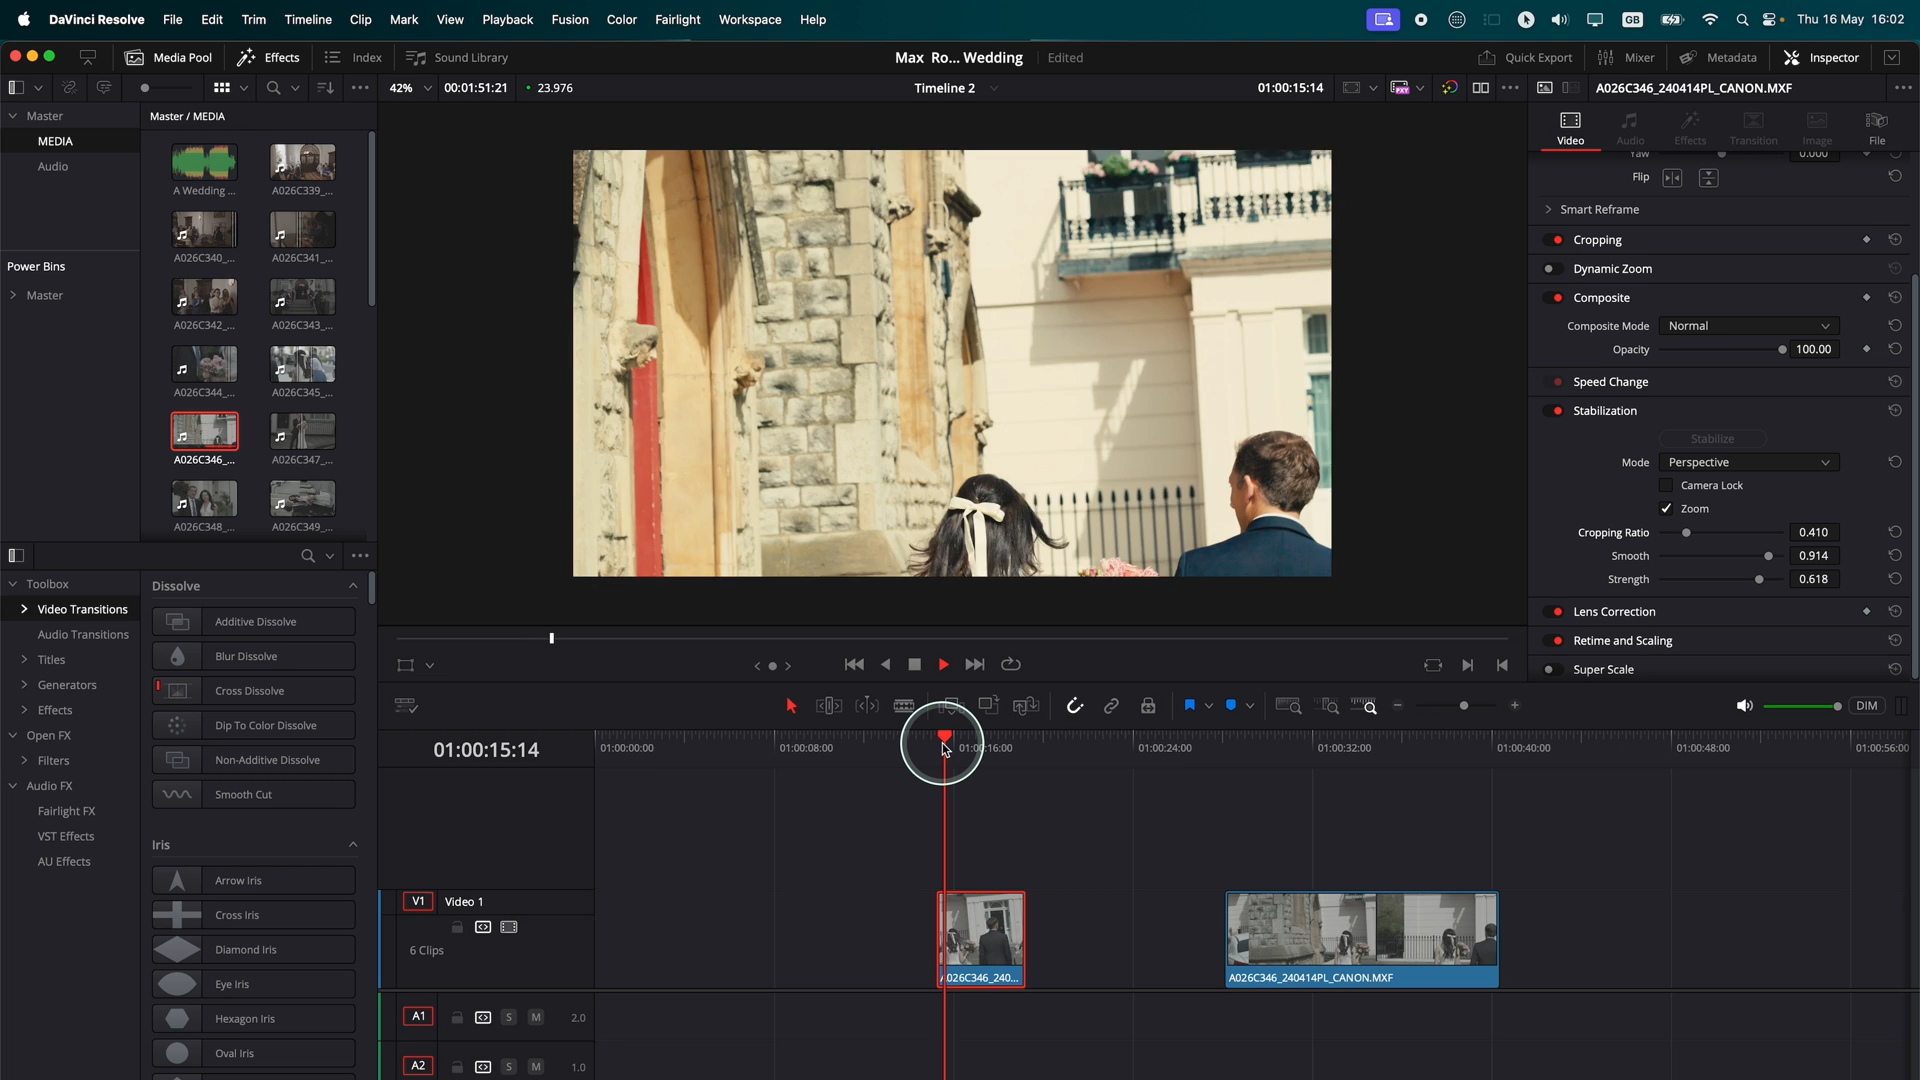 DaVinci Resolve File Edit Trim Timeline Clip Mark View Playback Fusion Color Fairlight Workspace Help GB Thu 16 May 16:02
Media Pool Effects Index Sound Library Max Ro... Wedding Edited Quick Export Mixer Metadata Inspector
42% 00:01:51:21 23.976 Timeline 2 01:00:15:14 A026C346_240414PL_CANON.MXF
Master
MEDIA
Audio
Power Bins
Master
Master / MEDIA
A Wedding ... A026C339_...
A026C340_... A026C341_...
A026C342_... A026C343_...
A026C344_... A026C345_...
A026C346_... A026C347_...
A026C348_... A026C349_...
Video Audio Effects Transition Image File
Yaw 0.000
Flip
Smart Reframe
Cropping
Dynamic Zoom
Composite
Composite Mode Normal
Opacity 100.00
Speed Change
Stabilization
Stabilize
Mode Perspective
Camera Lock
Zoom
Cropping Ratio 0.410
Smooth 0.914
Strength 0.618
Lens Correction
Retime and Scaling
Super Scale
Toolbox
Video Transitions
Audio Transitions
Titles
Generators
Effects
Open FX
Filters
Audio FX
Fairlight FX
VST Effects
AU Effects
Dissolve
Additive Dissolve
Blur Dissolve
Cross Dissolve
Dip To Color Dissolve
Non-Additive Dissolve
Smooth Cut
Iris
Arrow Iris
Cross Iris
Diamond Iris
Eye Iris
Hexagon Iris
Oval Iris
DIM
01:00:15:14 01:00:00:00 01:00:08:00 01:00:16:00 01:00:24:00 01:00:32:00 01:00:40:00 01:00:48:00 01:00:56:00
V1 Video 1
6 Clips
A026C346_240... A026C346_240414PL_CANON.MXF
A1 S M 2.0
A2 S M 1.0